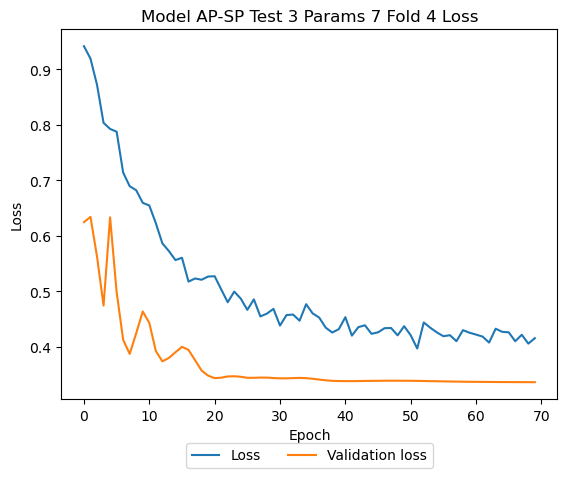 Model AP-SP Test 3 Params 7 Fold 4 Loss
0.9
0.8
0.7
0.6
0.5
0.4
Loss
0 10 20 30 40 50 60 70
Epoch
Loss Validation loss